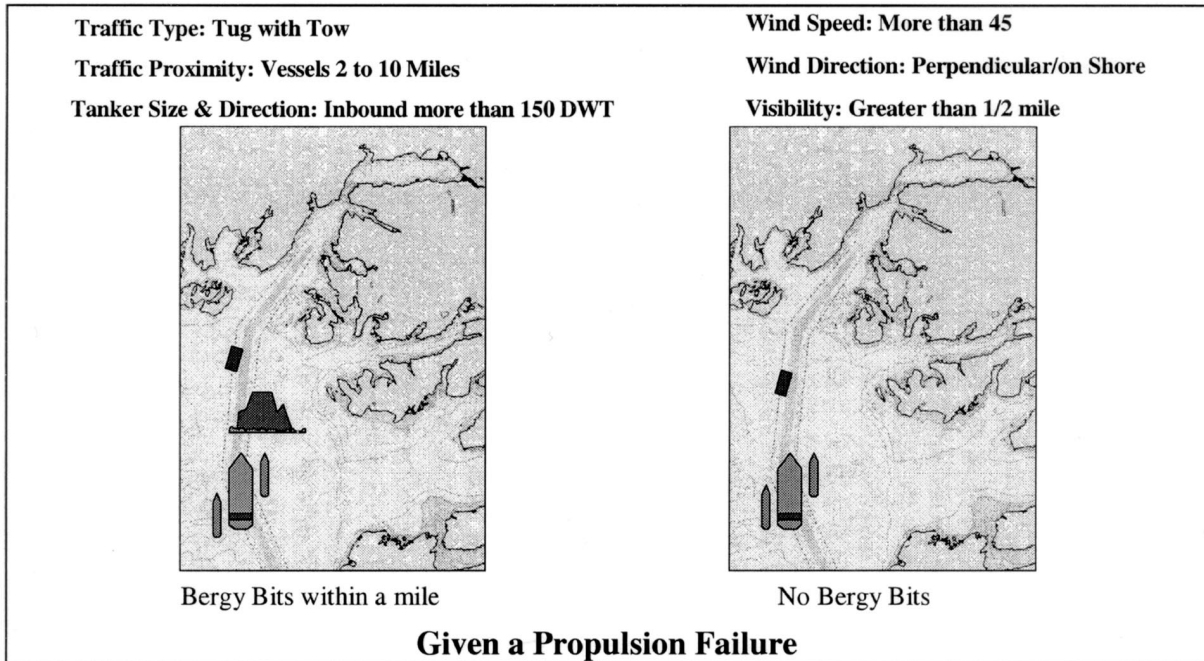 Traffic Type: Tug with Tow
Traffic Proximity: Vessels 2 to 10 Miles
Tanker Size & Direction: Inbound more than 150 DWT
Wind Speed: More than 45
Wind Direction: Perpendicular/on Shore
Visibility: Greater than 1/2 mile
Bergy Bits within a mile
No Bergy Bits
Given a Propulsion Failure